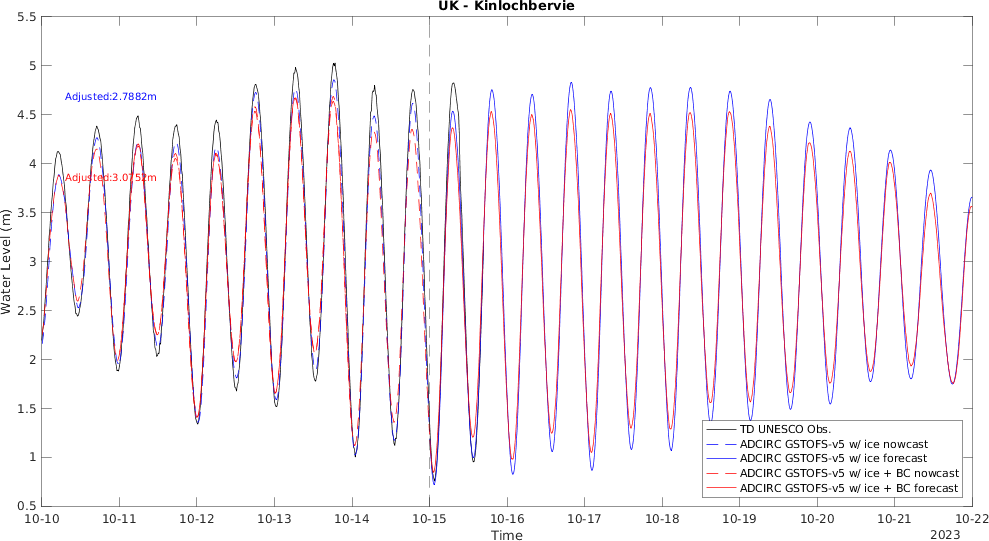 UK - Kinlochbervie
5.5
5
4.5
4
3.5
3
2.5
2
1.5
1
0.5
Water Level (m)
Adjusted:2.7882m
Adjusted:3.0752m
TD UNESCO Obs.
ADCIRC GSTOFS-v5 w/ ice nowcast
ADCIRC GSTOFS-v5 w/ ice forecast
ADCIRC GSTOFS-v5 w/ ice + BC nowcast
ADCIRC GSTOFS-v5 w/ ice + BC forecast
10-10 10-11 10-12 10-13 10-14 10-15 10-16 10-17 10-18 10-19 10-20 10-21 10-22
Time
2023